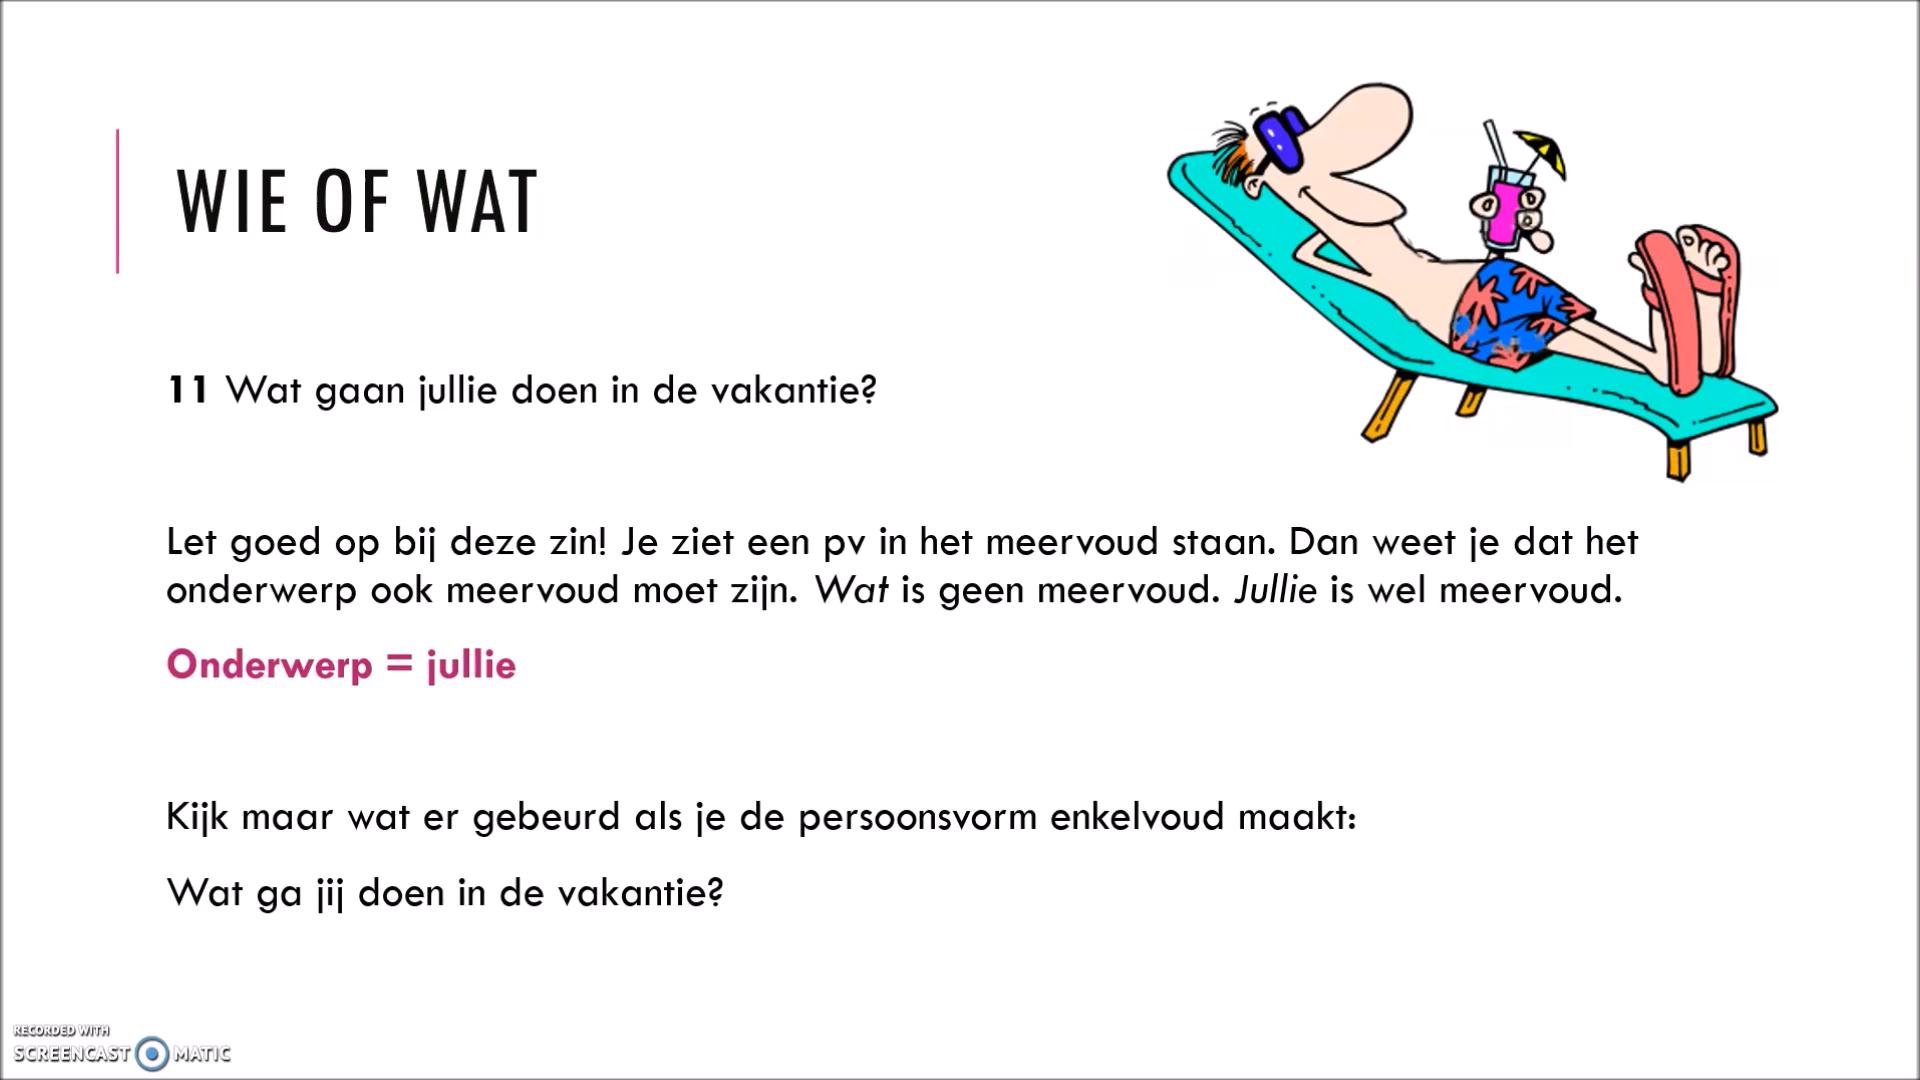 WIE OF WAT
11 Wat gaan jullie doen in de vakantie?
Let goed op bij deze zin! Je ziet een pv in het meervoud staan. Dan weet je dat het
onderwerp ook meervoud moet zijn. Wat is geen meervoud. Jullie is wel meervoud.
Onderwerp = jullie
Kijk maar wat er gebeurd als je de persoonsvorm enkelvoud maakt:
Wat ga jij doen in de vakantie?
RECORDED WITH
SCREENCAST MATIC